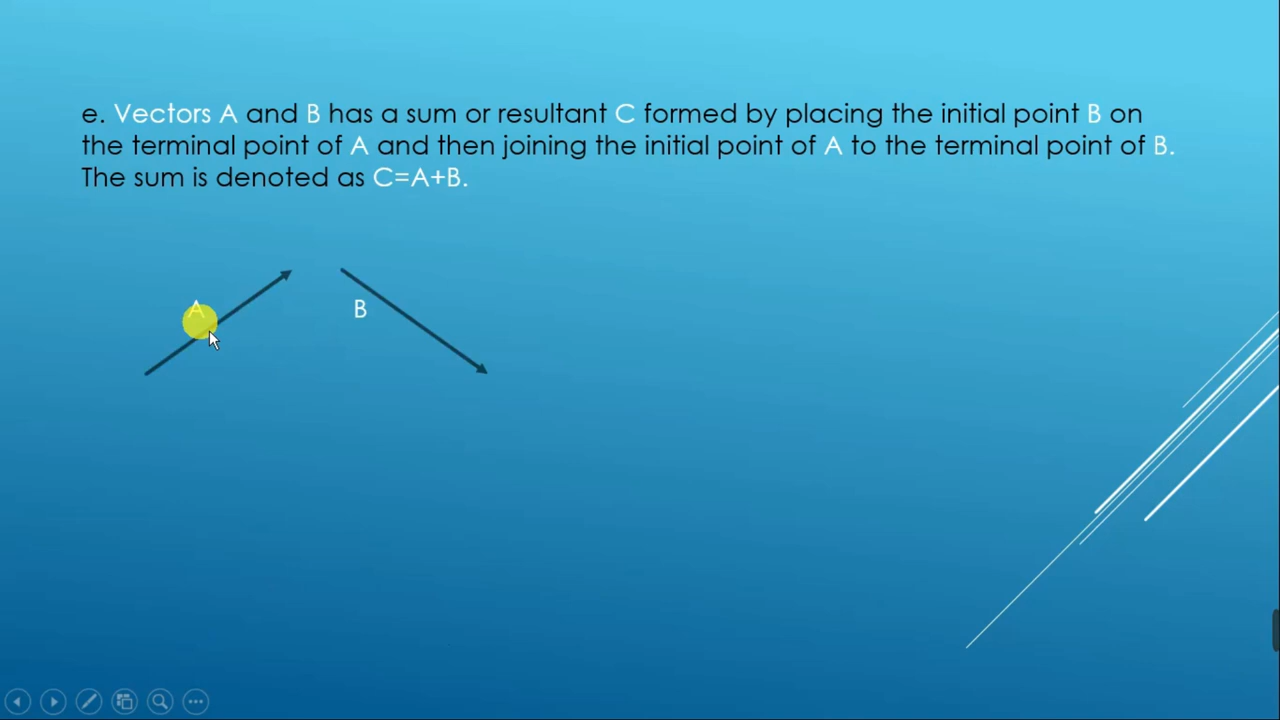 e. Vectors A and B has a sum or resultant C formed by placing the initial point B on
the terminal point of A and then joining the initial point of A to the terminal point of B.
The sum is denoted as C=A+B.
A
B